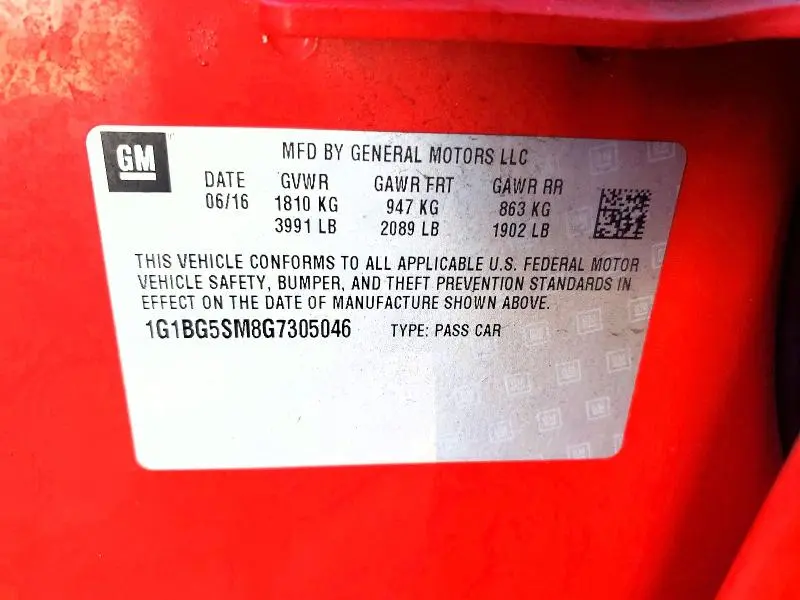 GM
MFD BY GENERAL MOTORS LLC
DATE GVWR GAWR FRT GAWR RR
06/16 1810 KG 947 KG 863 KG
3991 LB 2089 LB 1902 LB
THIS VEHICLE CONFORMS TO ALL APPLICABLE U.S. FEDERAL MOTOR
VEHICLE SAFETY, BUMPER, AND THEFT PREVENTION STANDARDS IN
EFFECT ON THE DATE OF MANUFACTURE SHOWN ABOVE.
1G1BG5SM8G7305046 TYPE: PASS CAR